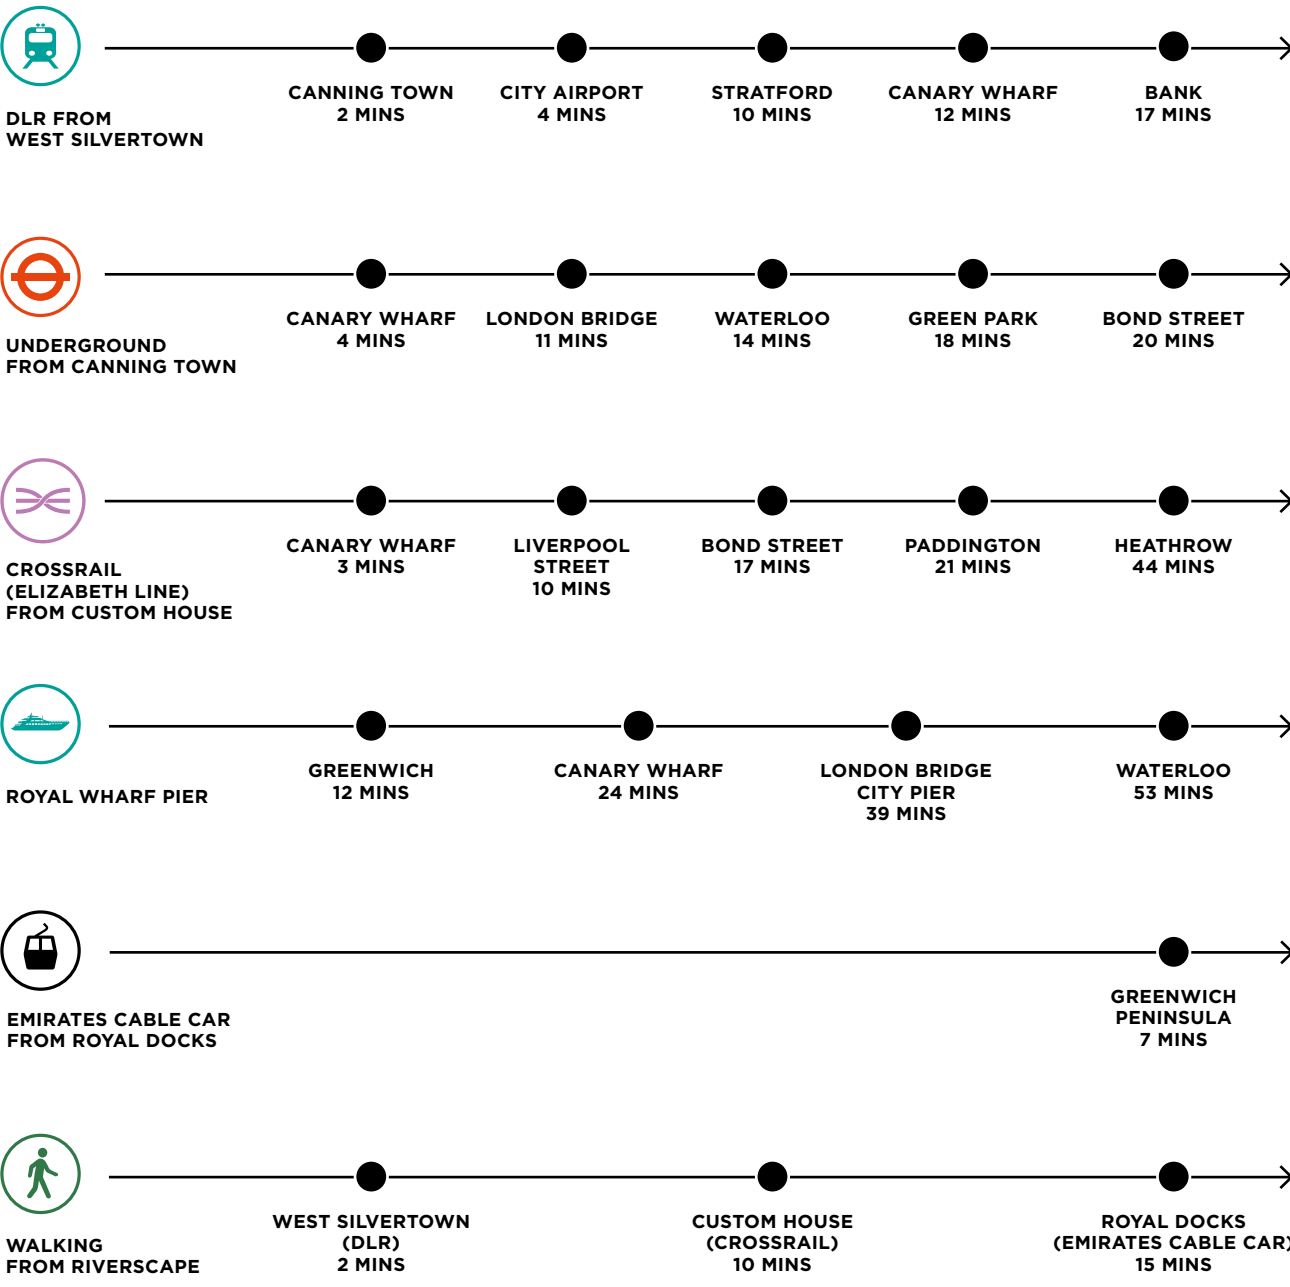 DLR FROM
WEST SILVERTOWN
CANNING TOWN
2 MINS
CITY AIRPORT
4 MINS
STRATFORD
10 MINS
CANARY WHARF
12 MINS
BANK
17 MINS
UNDERGROUND
FROM CANNING TOWN
CANARY WHARF
4 MINS
LONDON BRIDGE
11 MINS
WATERLOO
14 MINS
GREEN PARK
18 MINS
BOND STREET
20 MINS
CROSSRAIL
(ELIZABETH LINE)
FROM CUSTOM HOUSE
CANARY WHARF
3 MINS
LIVERPOOL
STREET
10 MINS
BOND STREET
17 MINS
PADDINGTON
21 MINS
HEATHROW
44 MINS
ROYAL WHARF PIER
GREENWICH
12 MINS
CANARY WHARF
24 MINS
LONDON BRIDGE
CITY PIER
39 MINS
WATERLOO
53 MINS
EMIRATES CABLE CAR
FROM ROYAL DOCKS
GREENWICH
PENINSULA
7 MINS
WALKING
FROM RIVERSCAPE
WEST SILVERTOWN
(DLR)
2 MINS
CUSTOM HOUSE
(CROSSRAIL)
10 MINS
ROYAL DOCKS
(EMIRATES CABLE CAR)
15 MINS